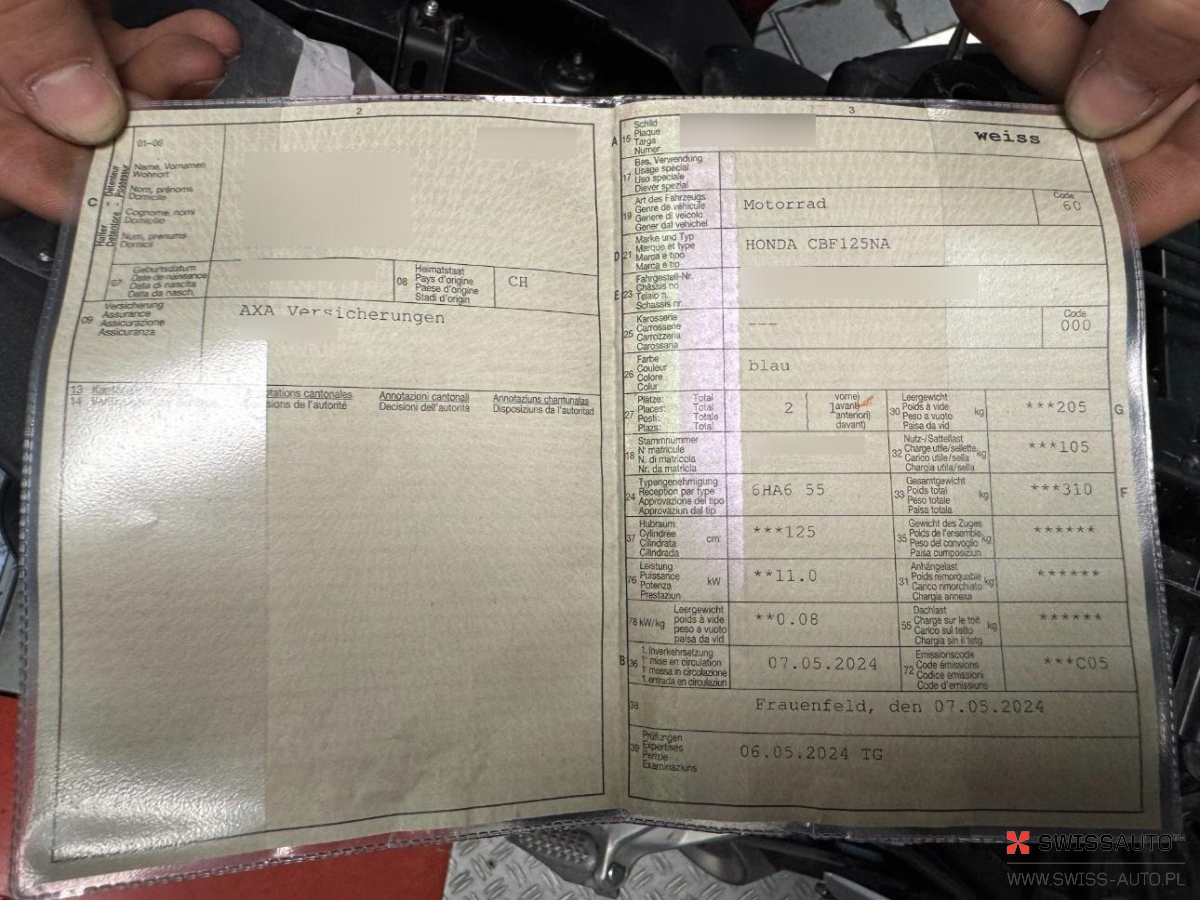 2
01-06
C
Halter
Detentore - Détenteur
Possessur
Name, Vornamen
Wohnort
Nom, prénoms
Domicile
Cognome, nomi
Domicilio
Num, prenums
Domicil
07
Geburtsdatum
Date de naissance
Data di nascita
Data da nasch.
08
Heimatstaat
Pays d'origine
Paese d'origine
Stadi d'origin
CH
09
Versicherung
Assurance
Assicurazione
Assicuranza
AXA Versicherungen
13
14
Annotazioni cantonali
Decisioni dell'autorità
Annotaziuns chantunalas
Disposiziuns da l'autoritad
3
A
15
Schild
Plaque
Targa
Numer
weiss
17
Bes. Verwendung
Usage spécial
Uso speciale
Diever spezial
19
Art des Fahrzeugs
Genre de véhicule
Genere di veicolo
Gener dal vehichel
Motorrad
Code
60
D
21
Marke und Typ
Marque et type
Marca e tipo
Marca e tip
HONDA CBF125NA
E
23
Fahrgestell-Nr.
Châssis no
Telaio n.
Schassis nr.
25
Karosserie
Carrosserie
Carrozzeria
Carossaria
---
Code
000
26
Farbe
Couleur
Colore
Colur
blau
27
Plätze: Total
Places: Total
Posti: Totale
Plazs: Total
2
vorne)
(avant)
anteriori)
davant)
30
Leergewicht
Poids à vide
Peso a vuoto
Paisa da vid
kg
***205
G
18
Stammnummer
N° matricule
N. di matricola
Nr. da matricla
32
Nutz-/Sattellast
Charge utile/sellette
Carico utile/sella
Chargia utila/sella
kg
***105
24
Typengenehmigung
Réception par type
Approvazione del tipo
Approvaziun dal tip
6HA6 55
33
Gesamtgewicht
Poids total
Peso totale
Paisa totala
kg
***310
F
37
Hubraum
Cylindrée
Cilindrata
Cilindrada
cm³
***125
35
Gewicht des Zuges
Poids de l'ensemble
Peso del convoglio
Paisa cumposiziun
kg
******
76
Leistung
Puissance
Potenza
Prestaziun
kW
**11.0
31
Anhängelast
Poids remorquable
Carico rimorchiato
Chargia annexa
kg
******
78 kW/kg
Leergewicht
poids à vide
peso a vuoto
paisa da vid
**0.08
55
Dachlast
Charge sur le toit
Carico sul tetto
Chargia sin il tetg
kg
******
B
36
1. Inverkehrsetzung
1re mise en circulation
1a messa in circolazione
1. entrada en circulaziun
07.05.2024
72
Emissionscode
Code émissions
Codice emissioni
Code d'emissiuns
***C05
38
Frauenfeld, den 07.05.2024
39
Prüfungen
Expertises
Perizie
Examinaziuns
06.05.2024 TG
SWISSAUTO
WWW.SWISS-AUTO.PL